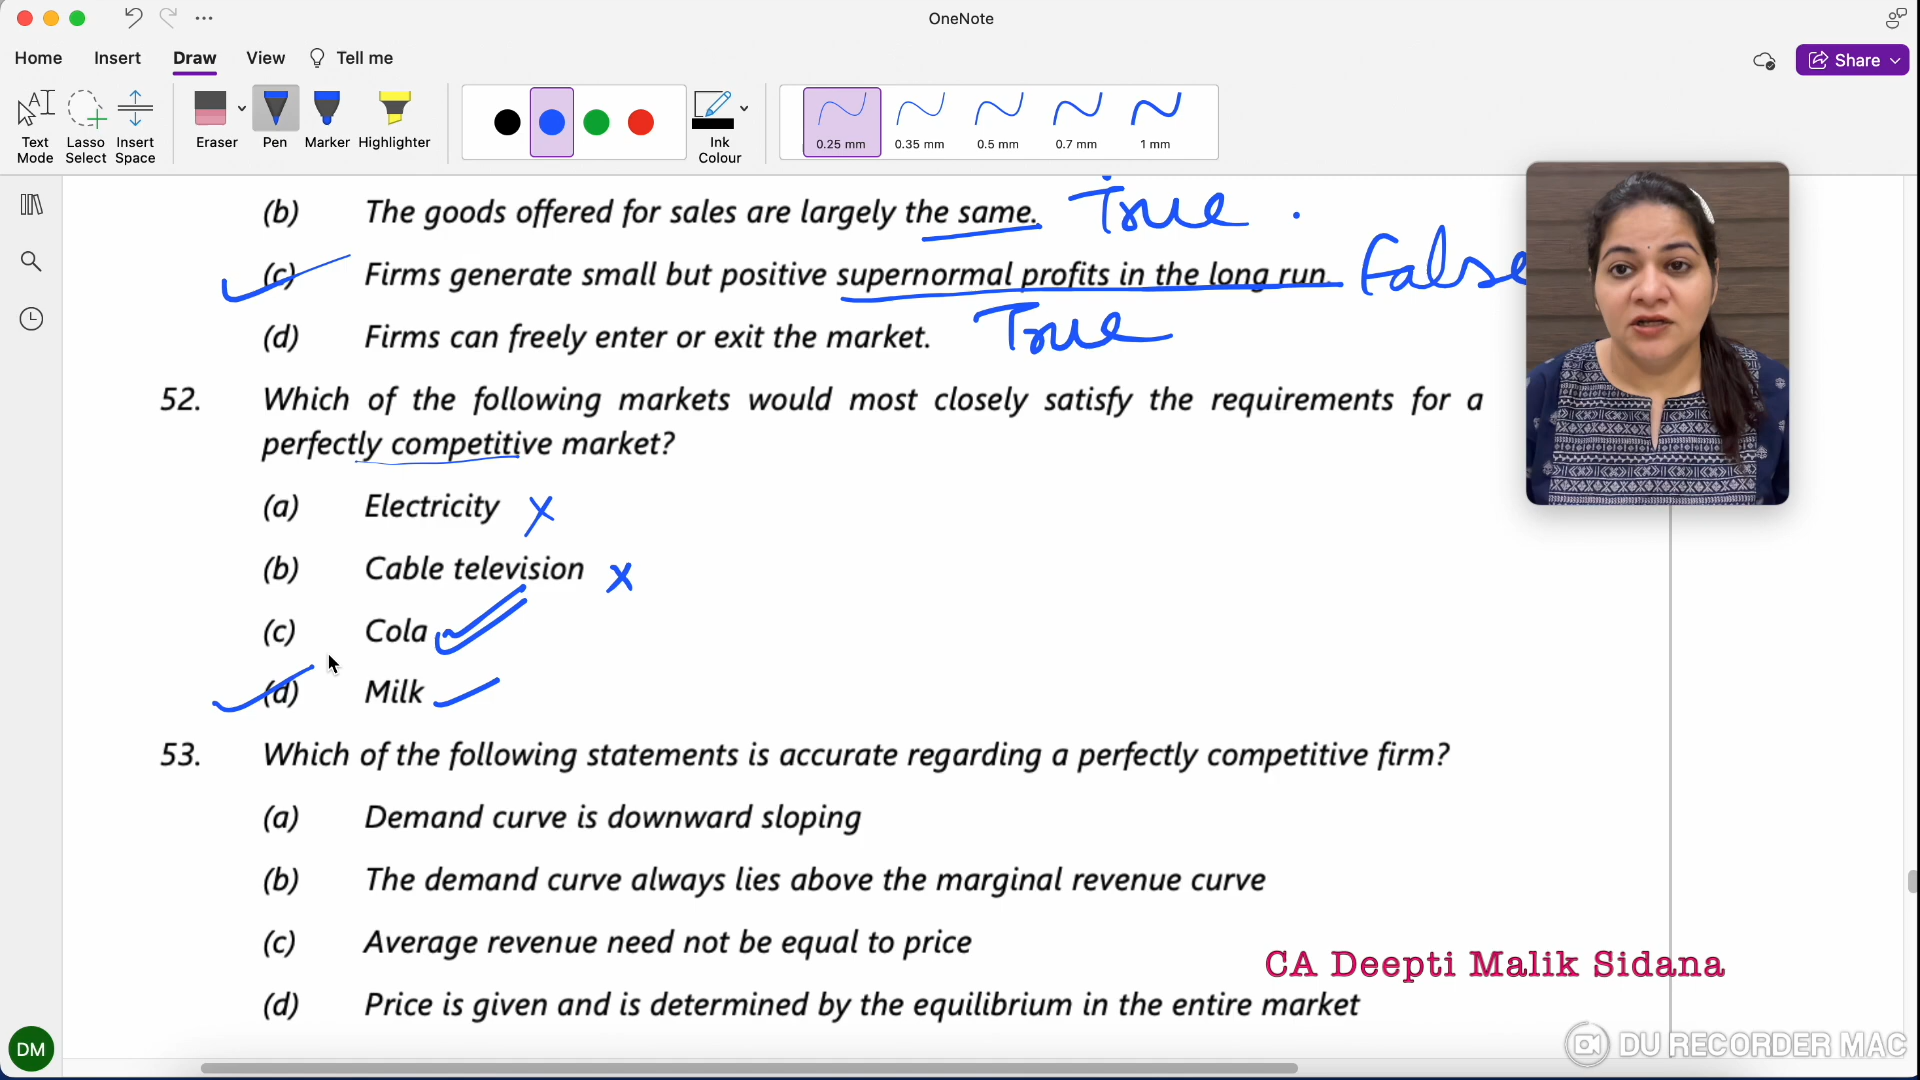 OneNote
Home Insert Draw View Tell me
Share
Text Mode
Lasso Select
Insert Space
Eraser
Pen
Marker
Highlighter
Ink Colour
0.25 mm
0.35 mm
0.5 mm
0.7 mm
1 mm
(b) The goods offered for sales are largely the same. True .
(c) Firms generate small but positive supernormal profits in the long run. False
(d) Firms can freely enter or exit the market. True
52. Which of the following markets would most closely satisfy the requirements for a
perfectly competitive market?
(a) Electricity x
(b) Cable television x
(c) Cola
(d) Milk
53. Which of the following statements is accurate regarding a perfectly competitive firm?
(a) Demand curve is downward sloping
(b) The demand curve always lies above the marginal revenue curve
(c) Average revenue need not be equal to price
CA Deepti Malik Sidana
(d) Price is given and is determined by the equilibrium in the entire market
DM
DU RECORDER MAC